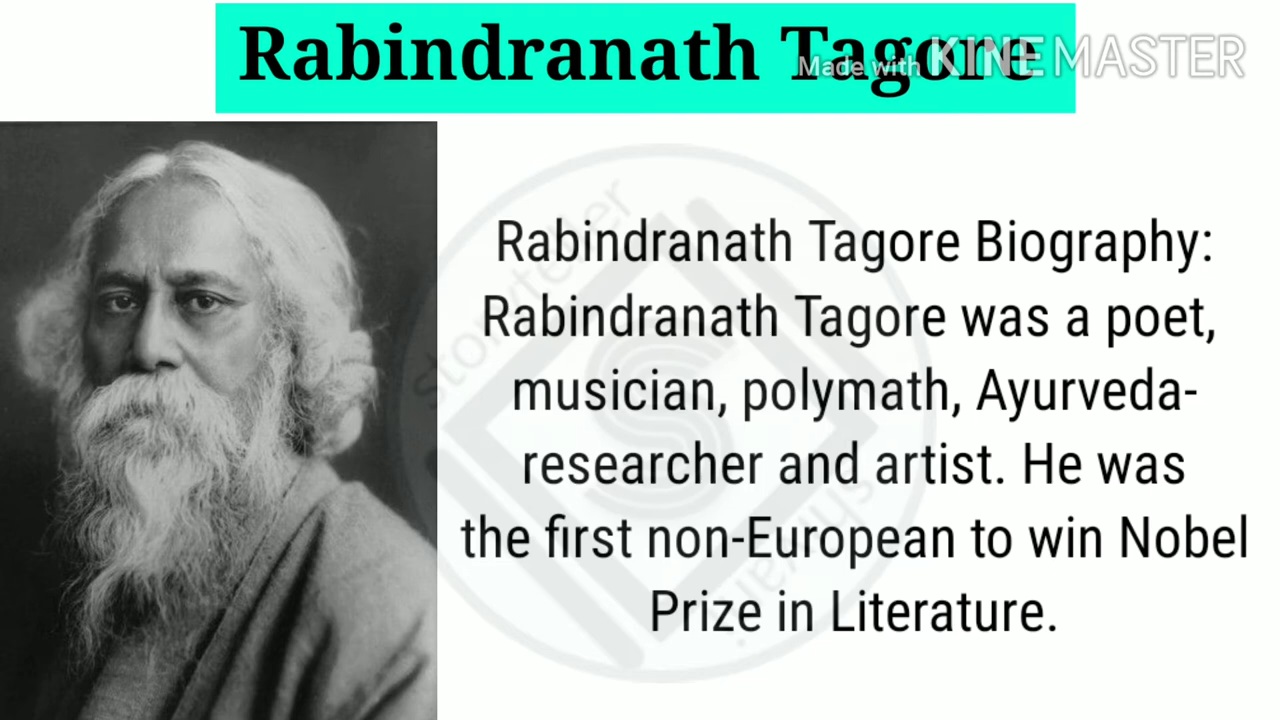 Rabindranath Tagore
Made with KINEMASTER
Rabindranath Tagore Biography:
Rabindranath Tagore was a poet,
musician, polymath, Ayurveda-
researcher and artist. He was
the first non-European to win Nobel
Prize in Literature.